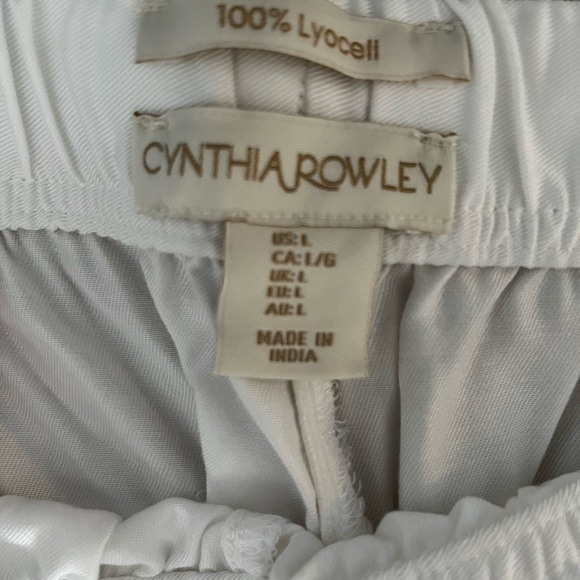 100% Lyocell
CYNTHIA ROWLEY
US: L
CA: L/G
UK: L
EU: L
AU: L
MADE IN
INDIA